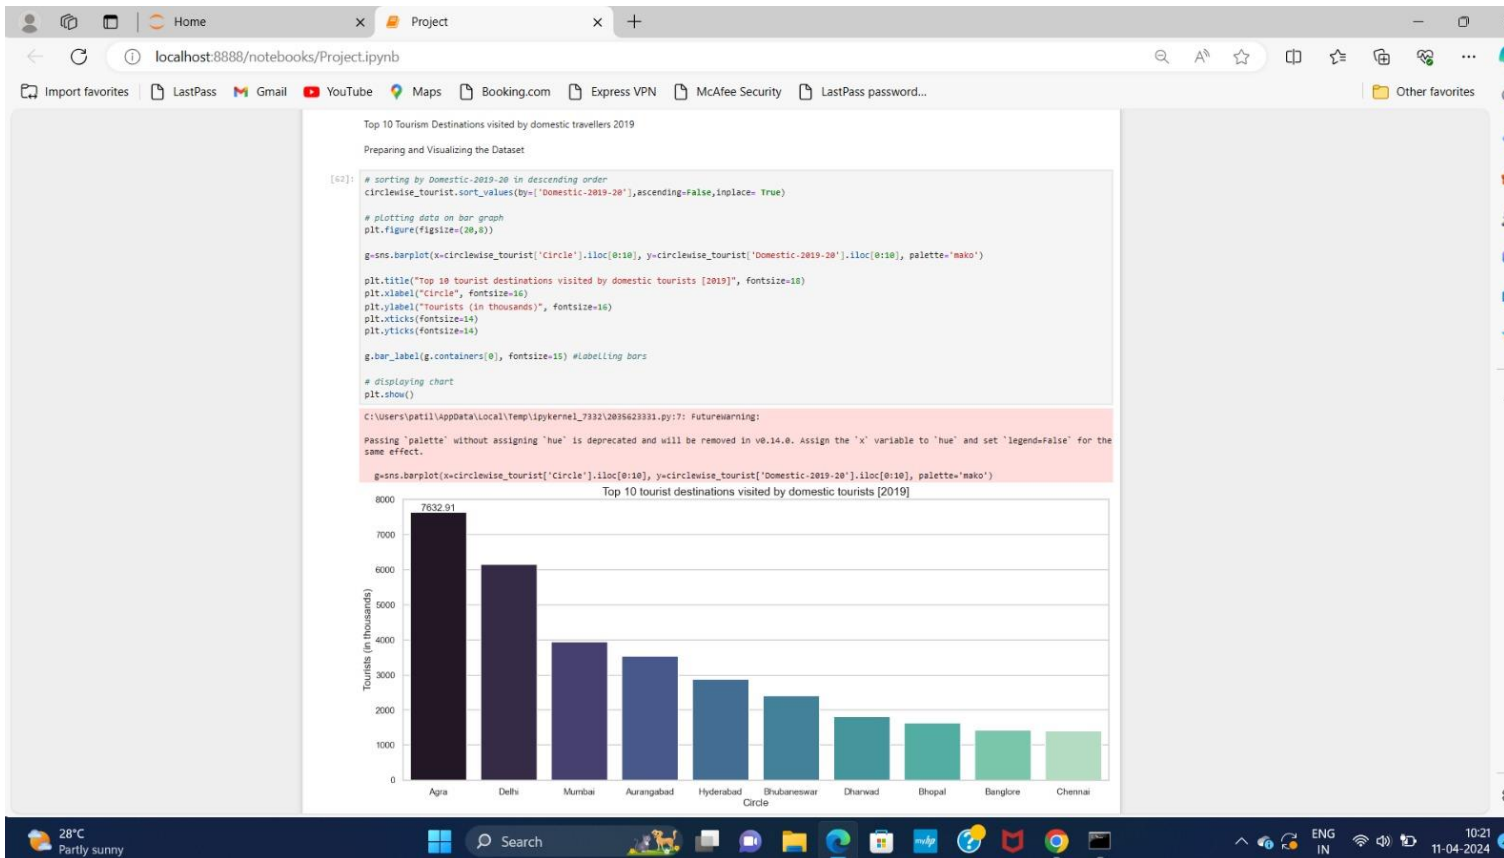 Home
Project
localhost:8888/notebooks/Project.ipynb
Import favorites
LastPass
Gmail
YouTube
Maps
Booking.com
Express VPN
McAfee Security
LastPass password...
Other favorites
Top 10 Tourism Destinations visited by domestic travellers 2019
Preparing and Visualizing the Dataset
[62]:
# sorting by Domestic-2019-20 in descending order
circlewise_tourist.sort_values(by=['Domestic-2019-20'],ascending=False,inplace= True)
# plotting data on bar graph
plt.figure(figsize=(20,8))
g=sns.barplot(x=circlewise_tourist['Circle'].iloc[0:10], y=circlewise_tourist['Domestic-2019-20'].iloc[0:10], palette='mako')
plt.title("Top 10 tourist destinations visited by domestic tourists [2019]", fontsize=18)
plt.xlabel("Circle", fontsize=16)
plt.ylabel("Tourists (in thousands)", fontsize=16)
plt.xticks(fontsize=14)
plt.yticks(fontsize=14)
g.bar_label(g.containers[0], fontsize=15) #labelling bars
# displaying chart
plt.show()
C:\Users\patil\AppData\Local\Temp\ipykernel_7332\2035623331.py:7: FutureWarning:
Passing `palette` without assigning `hue` is deprecated and will be removed in v0.14.0. Assign the `x` variable to `hue` and set `legend=False` for the
same effect.
g=sns.barplot(x=circlewise_tourist['Circle'].iloc[0:10], y=circlewise_tourist['Domestic-2019-20'].iloc[0:10], palette='mako')
Top 10 tourist destinations visited by domestic tourists [2019]
8000
7632.91
7000
6000
5000
4000
3000
2000
1000
0
Tourists (in thousands)
Agra
Delhi
Mumbai
Aurangabad
Hyderabad
Bhubaneswar
Dharwad
Bhopal
Banglore
Chennai
Circle
28°C
Partly sunny
Search
ENG
IN
10:21
11-04-2024